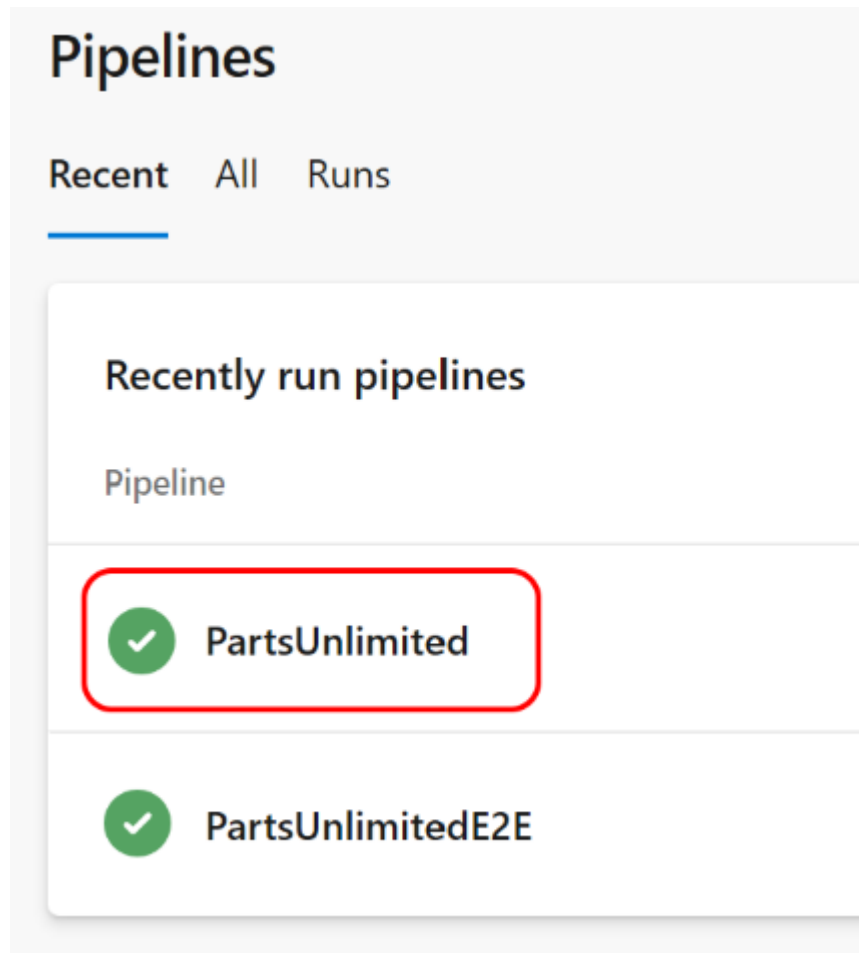 Pipelines
Recent All Runs
Recently run pipelines
Pipeline
PartsUnlimited
PartsUnlimitedE2E